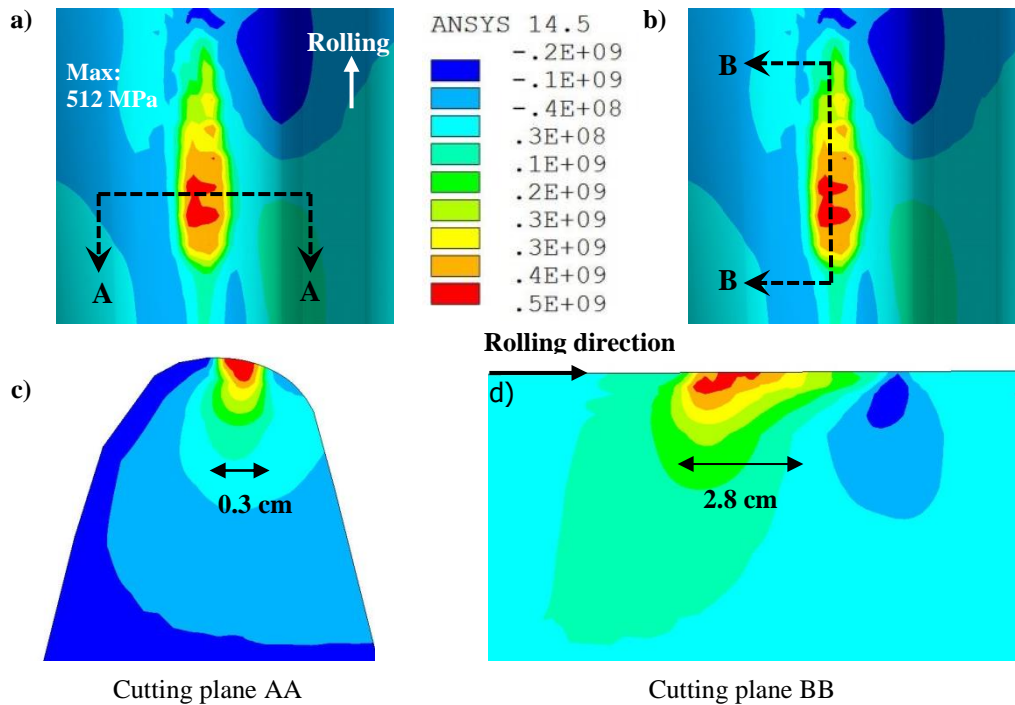 a)
Rolling
Max:
512 MPa
A
A
ANSYS 14.5
-.2E+09
-.1E+09
-.4E+08
.3E+08
.1E+09
.2E+09
.3E+09
.3E+09
.4E+09
.5E+09
b)
B
B
c)
0.3 cm
Cutting plane AA
Rolling direction
d)
2.8 cm
Cutting plane BB